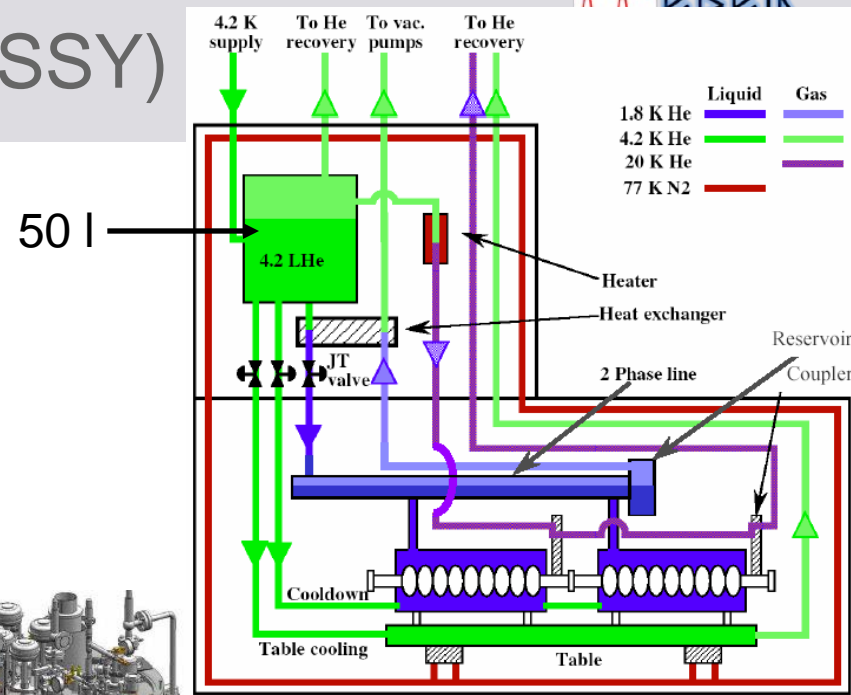 SSY)
4.2 K
supply
To He
recovery
To vac.
pumps
To He
recovery
Liquid Gas
1.8 K He
4.2 K He
20 K He
77 K N2
50 l
4.2 LHe
Heater
Heat exchanger
Reservoir
JT
valve
2 Phase line
Coupler
Cooldown
Table cooling
Table